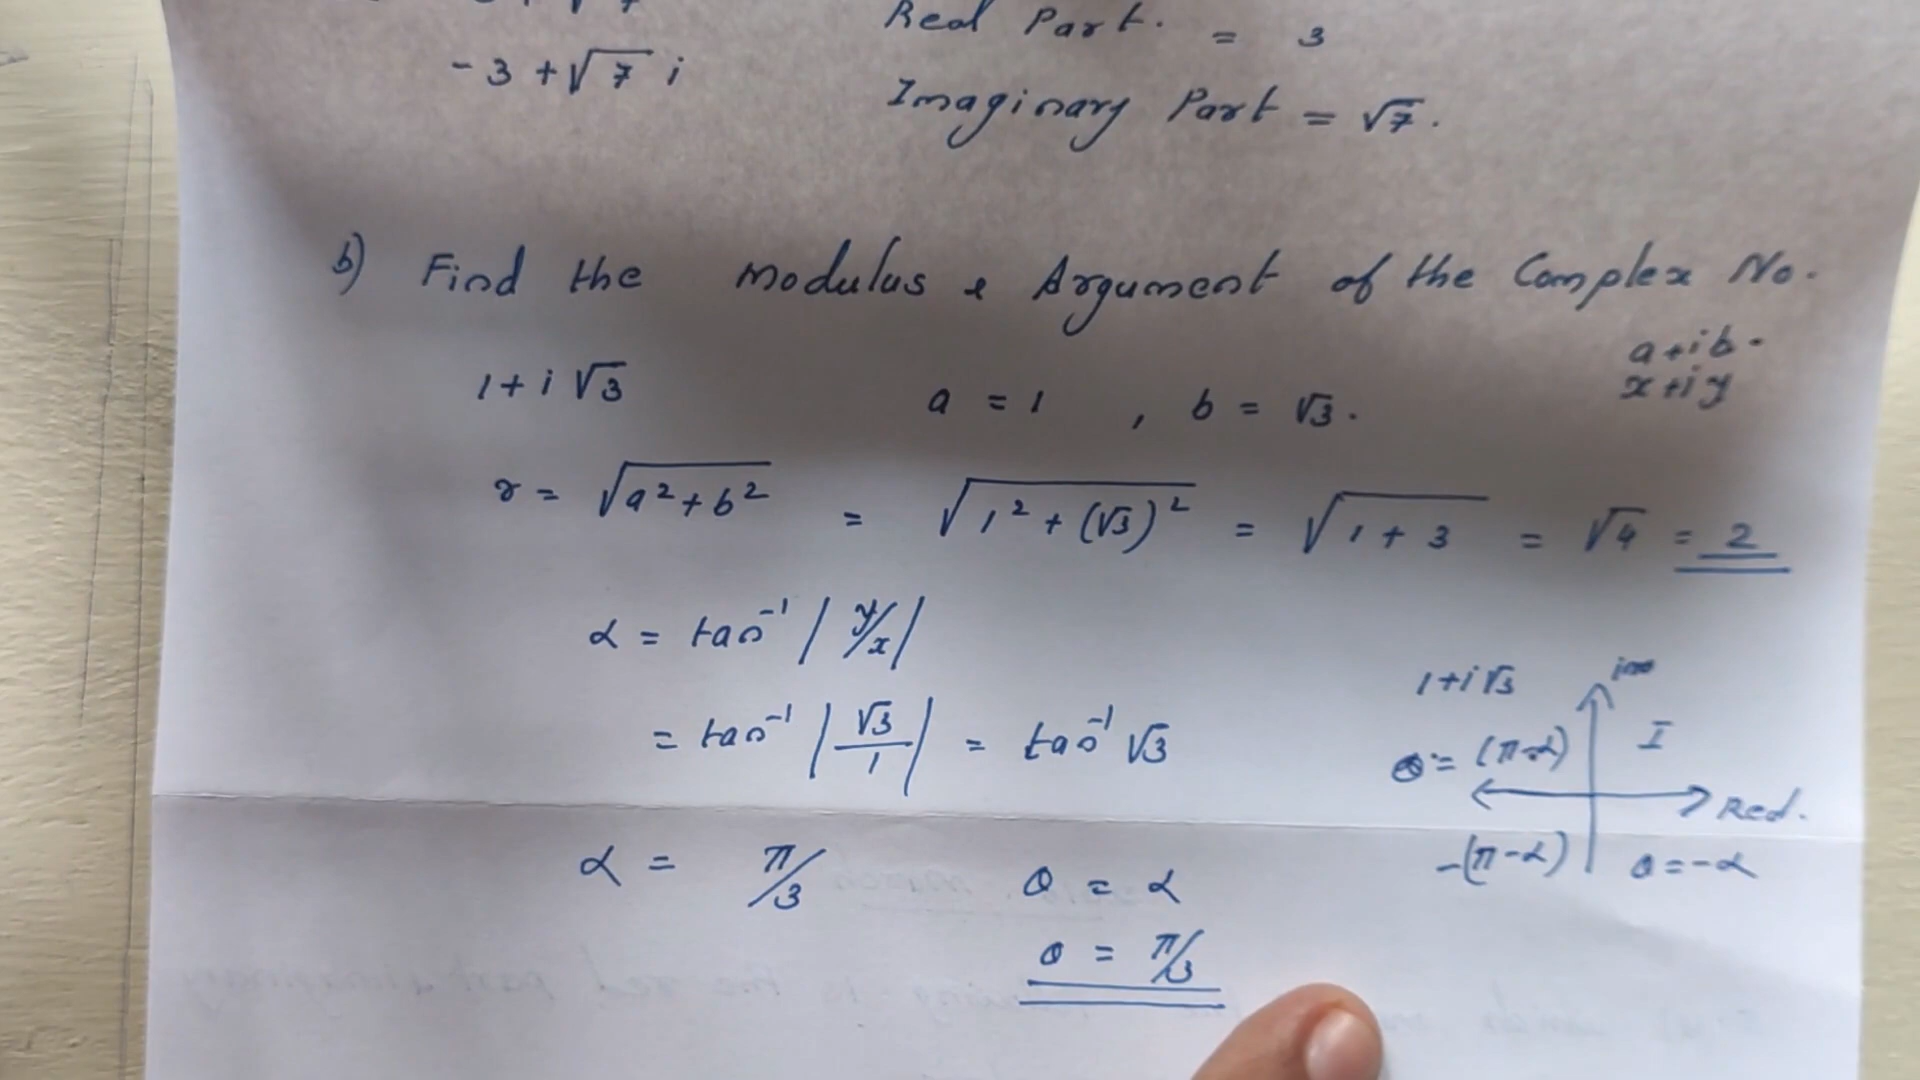 Real Part. = 3
-3 + √7 i
Imaginary Part = √7.
b) Find the modulus & Argument of the Complex No.
a+ib.
x+iy
1+i√3 a = 1 , b = √3.
r = √a²+b² = √1²+(√3)² = √1+3 = √4 = 2
α = tan⁻¹ |y/x|
= tan⁻¹ |√3/1| = tan⁻¹ √3
1+i√3 im
θ = (π-α) I
Real.
-(π-α) θ = -α
α = π/3 θ = α
θ = π/3